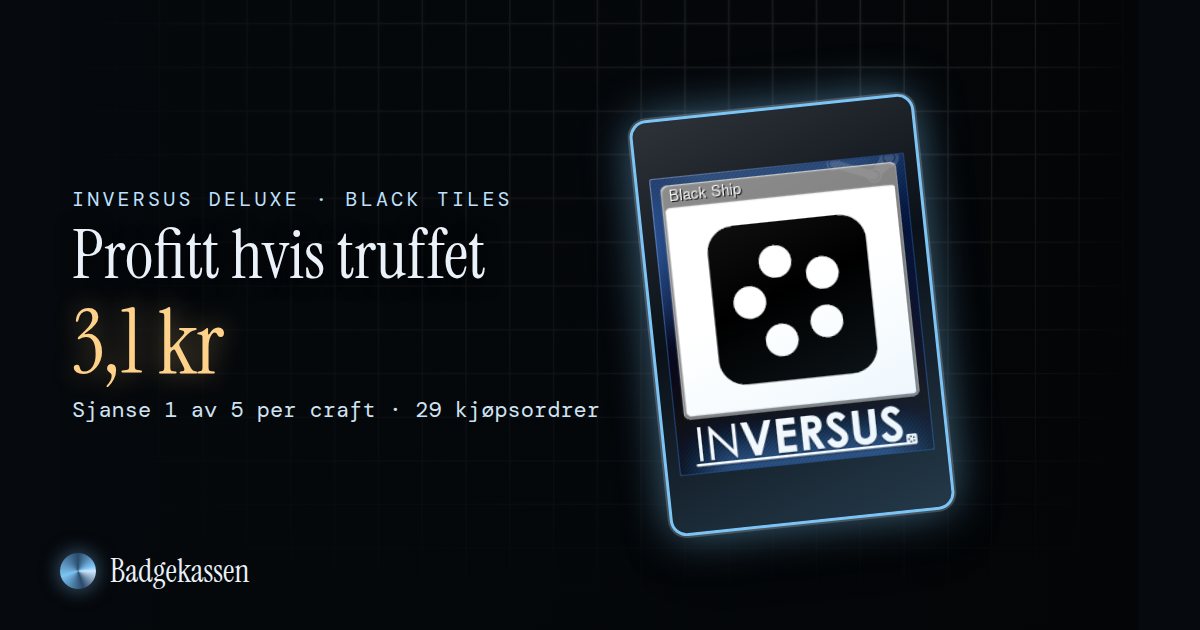 INVERSUS DELUXE · BLACK TILES
Profitt hvis truffet
3,1 kr
Sjanse 1 av 5 per craft · 29 kjøpsordrer
Black Ship
INVERSUS
Badgekassen